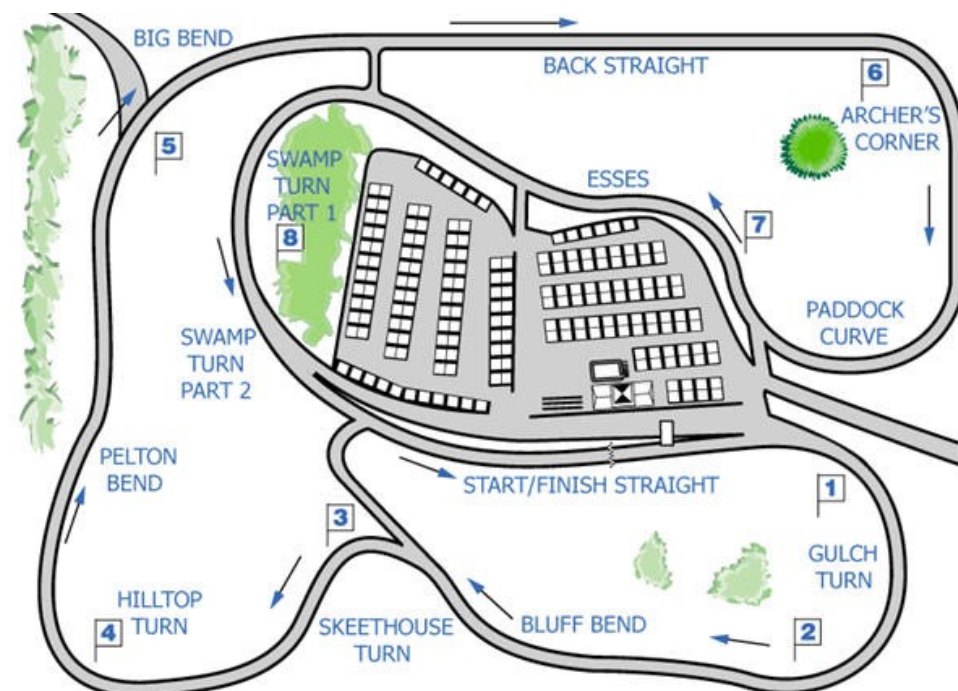 BIG BEND
BACK STRAIGHT
6
ARCHER'S
CORNER
5
SWAMP
TURN
PART 1
8
ESSES
7
PADDOCK
CURVE
SWAMP
TURN
PART 2
PELTON
BEND
START/FINISH STRAIGHT
1
3
GULCH
TURN
HILLTOP
TURN
4
SKEETHOUSE
TURN
BLUFF BEND
2